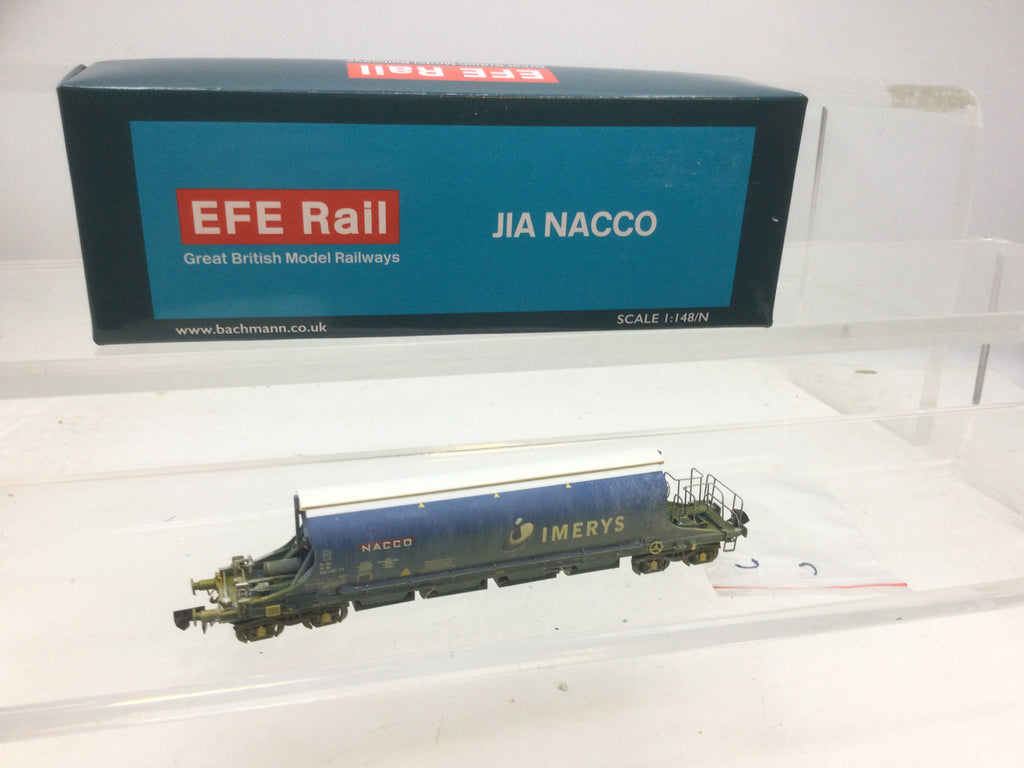 EFE Rail
EFE Rail
Great British Model Railways
JIA NACCO
www.bachmann.co.uk
SCALE 1:148/N
NACCO
IMERYS